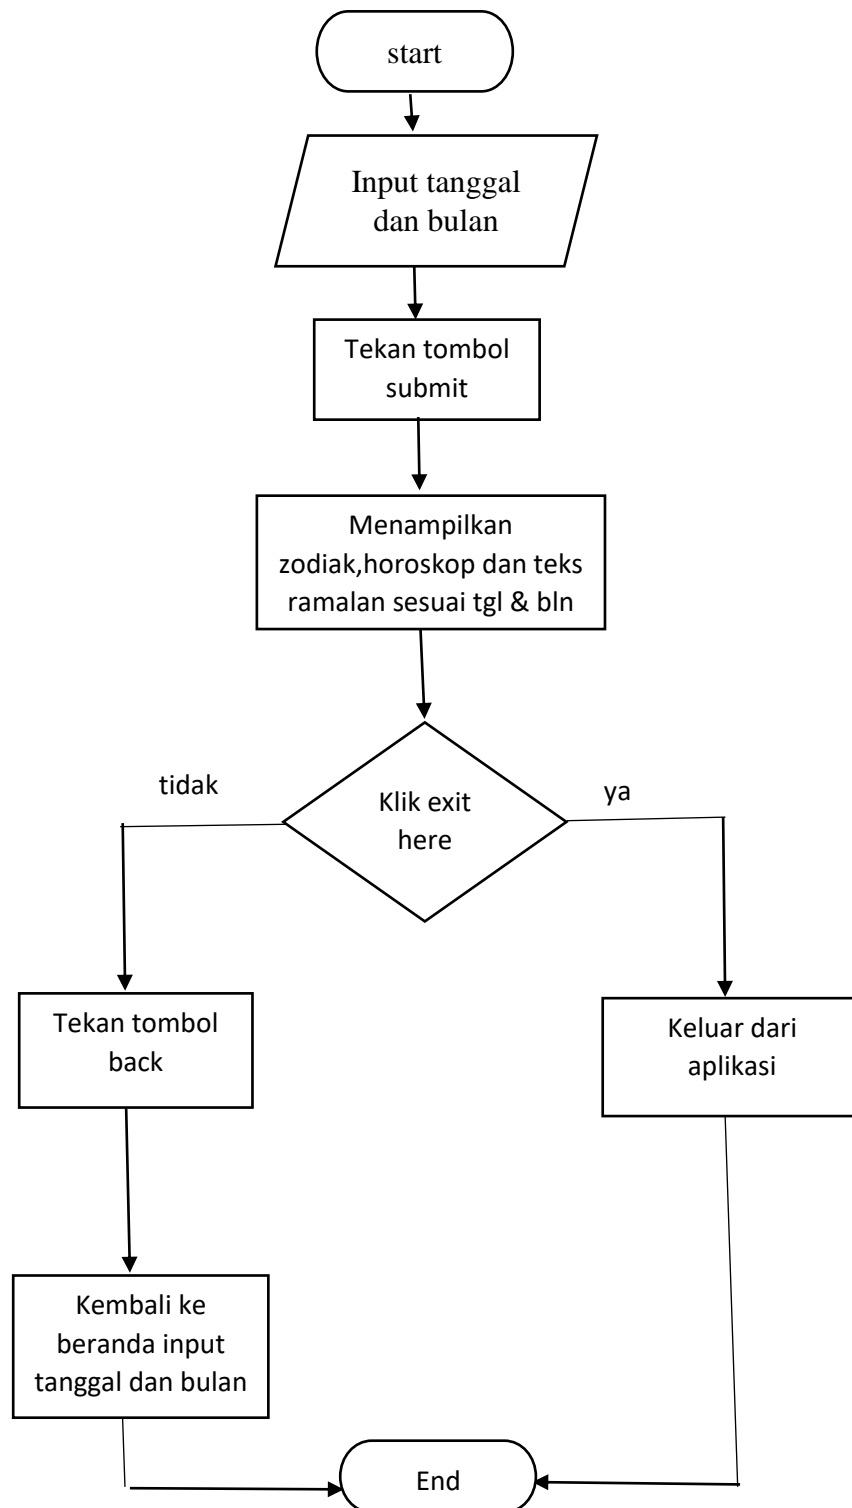 start
Input tanggal
dan bulan
Tekan tombol
submit
Menampilkan
zodiak,horoskop dan teks
ramalan sesuai tgl & bln
tidak
Klik exit
here
ya
Tekan tombol
back
Keluar dari
aplikasi
Kembali ke
beranda input
tanggal dan bulan
End